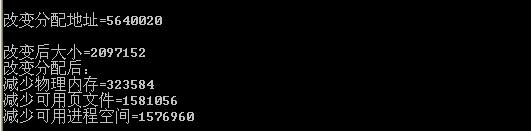 改变分配地址=5640020
改变后大小=2097152
改变分配后:
减少物理内存=323584
减少可用页文件=1581056
减少可用进程空间=1576960